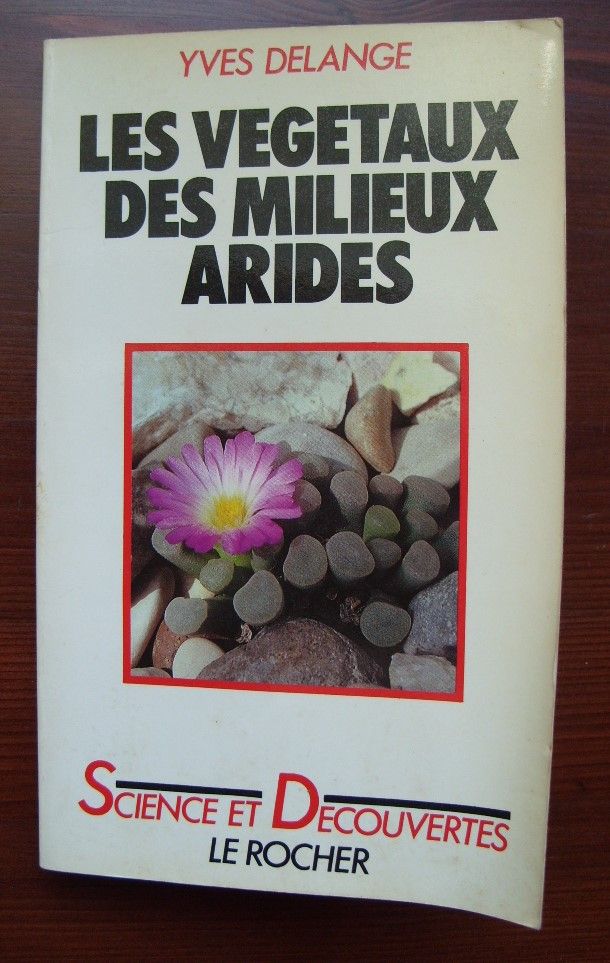 YVES DELANGE
LES VEGETAUX
DES MILIEUX
ARIDES
SCIENCE ET DECOUVERTES
LE ROCHER